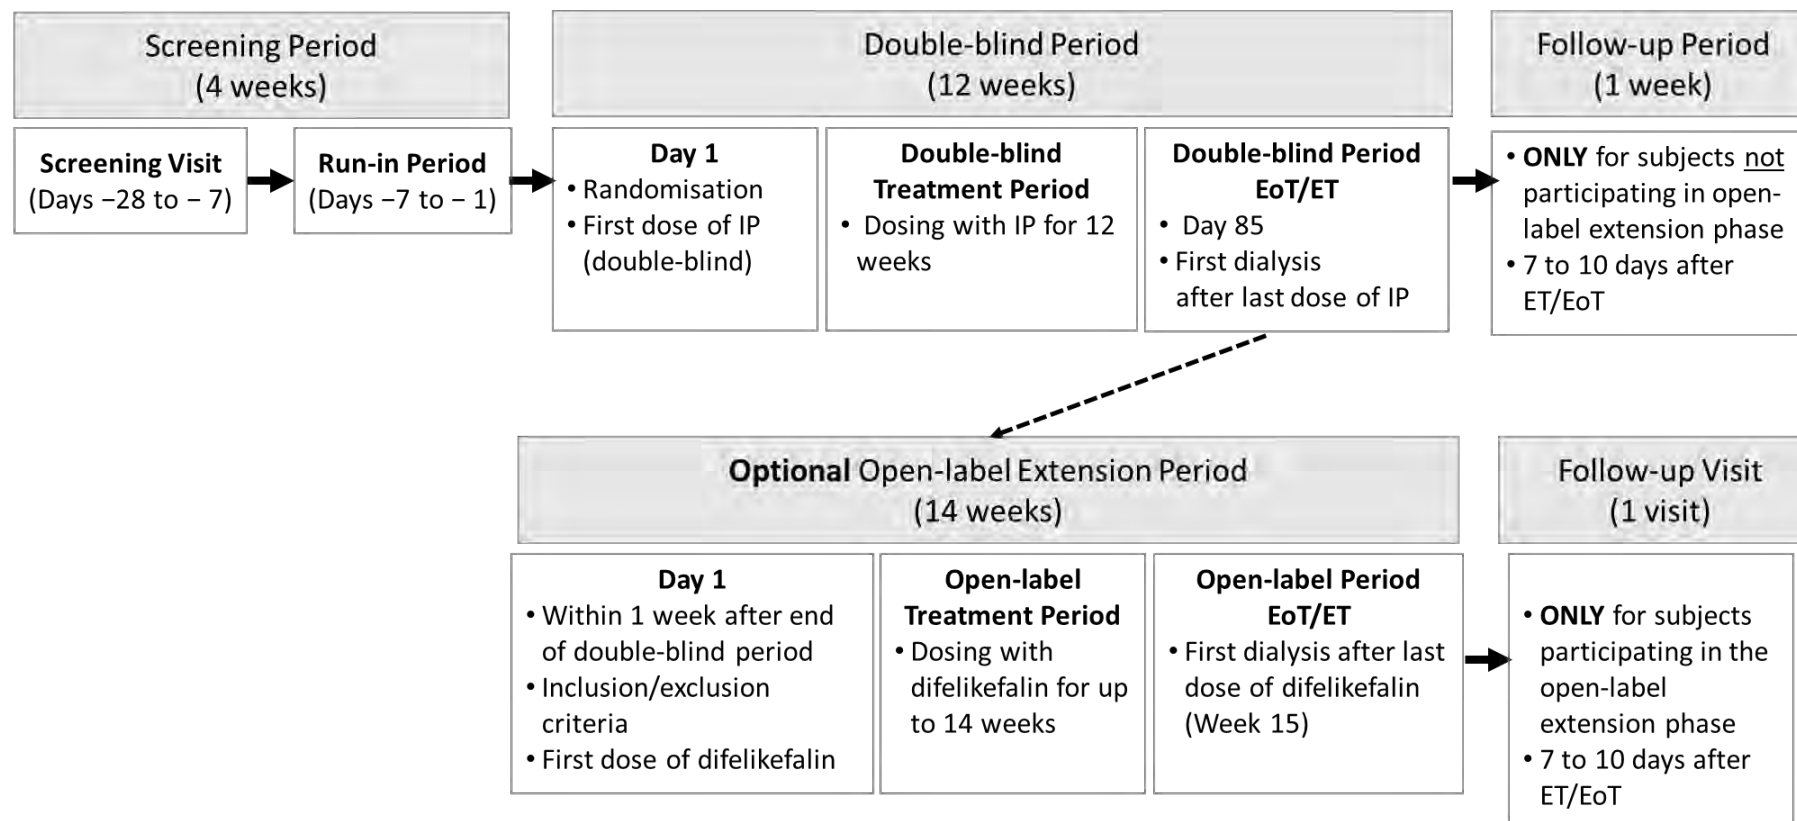 Screening Period
(4 weeks)
Double-blind Period
(12 weeks)
Follow-up Period
(1 week)
Screening Visit
(Days −28 to − 7)
Run-in Period
(Days −7 to − 1)
Day 1
• Randomisation
• First dose of IP
(double-blind)
Double-blind
Treatment Period
• Dosing with IP for 12
weeks
Double-blind Period
EoT/ET
• Day 85
• First dialysis
after last dose of IP
• ONLY for subjects not
participating in open-
label extension phase
• 7 to 10 days after
ET/EoT
Optional Open-label Extension Period
(14 weeks)
Follow-up Visit
(1 visit)
Day 1
• Within 1 week after end
of double-blind period
• Inclusion/exclusion
criteria
• First dose of difelikefalin
Open-label
Treatment Period
• Dosing with
difelikefalin for up
to 14 weeks
Open-label Period
EoT/ET
• First dialysis after last
dose of difelikefalin
(Week 15)
• ONLY for subjects
participating in the
open-label
extension phase
• 7 to 10 days after
ET/EoT